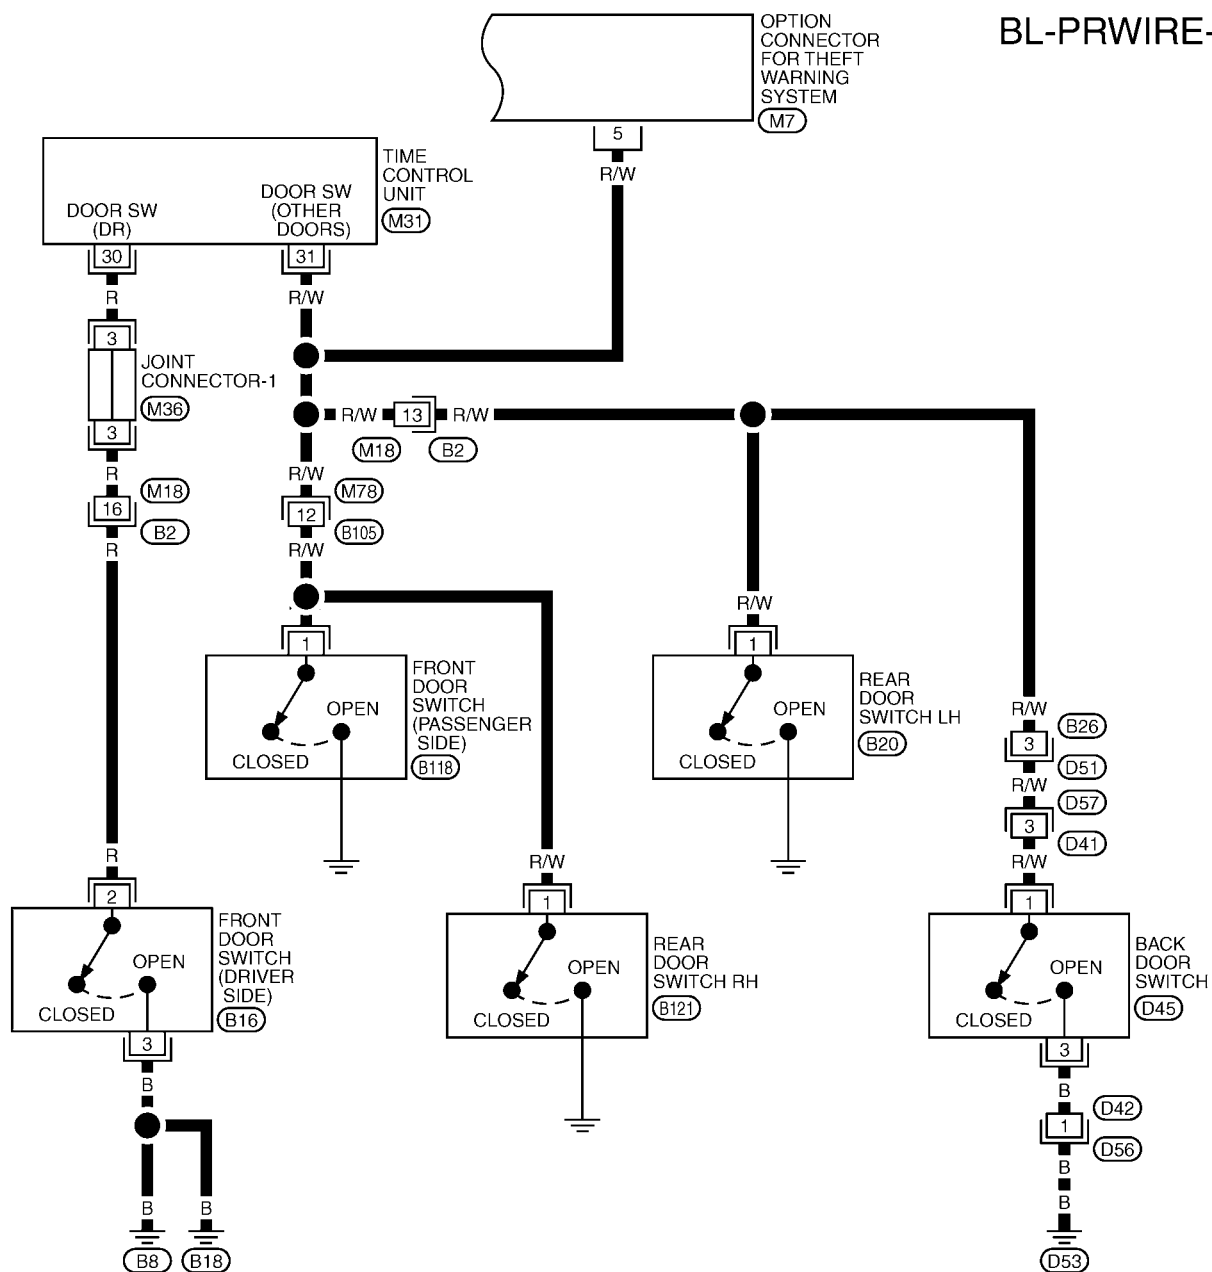 BL-PRWIRE-
OPTION
CONNECTOR
FOR THEFT
WARNING
SYSTEM
M7
5
R/W
TIME
CONTROL
UNIT
M31
DOOR SW
(DR)
DOOR SW
(OTHER
DOORS)
30
31
R
R/W
3
JOINT
CONNECTOR-1
M36
3
R/W
13
R/W
M18
B2
R
M18
16
B2
R
R/W
M78
12
B105
R/W
R/W
1
FRONT
DOOR
SWITCH
(PASSENGER
SIDE)
B118
OPEN
CLOSED
1
REAR
DOOR
SWITCH LH
B20
OPEN
CLOSED
R/W
B26
3
D51
R/W
D57
3
D41
R/W
R
2
FRONT
DOOR
SWITCH
(DRIVER
SIDE)
B16
OPEN
CLOSED
3
B
B
B
B8
B18
R/W
1
REAR
DOOR
SWITCH RH
B121
OPEN
CLOSED
1
BACK
DOOR
SWITCH
D45
OPEN
CLOSED
3
B
D42
1
D56
B
B
D53